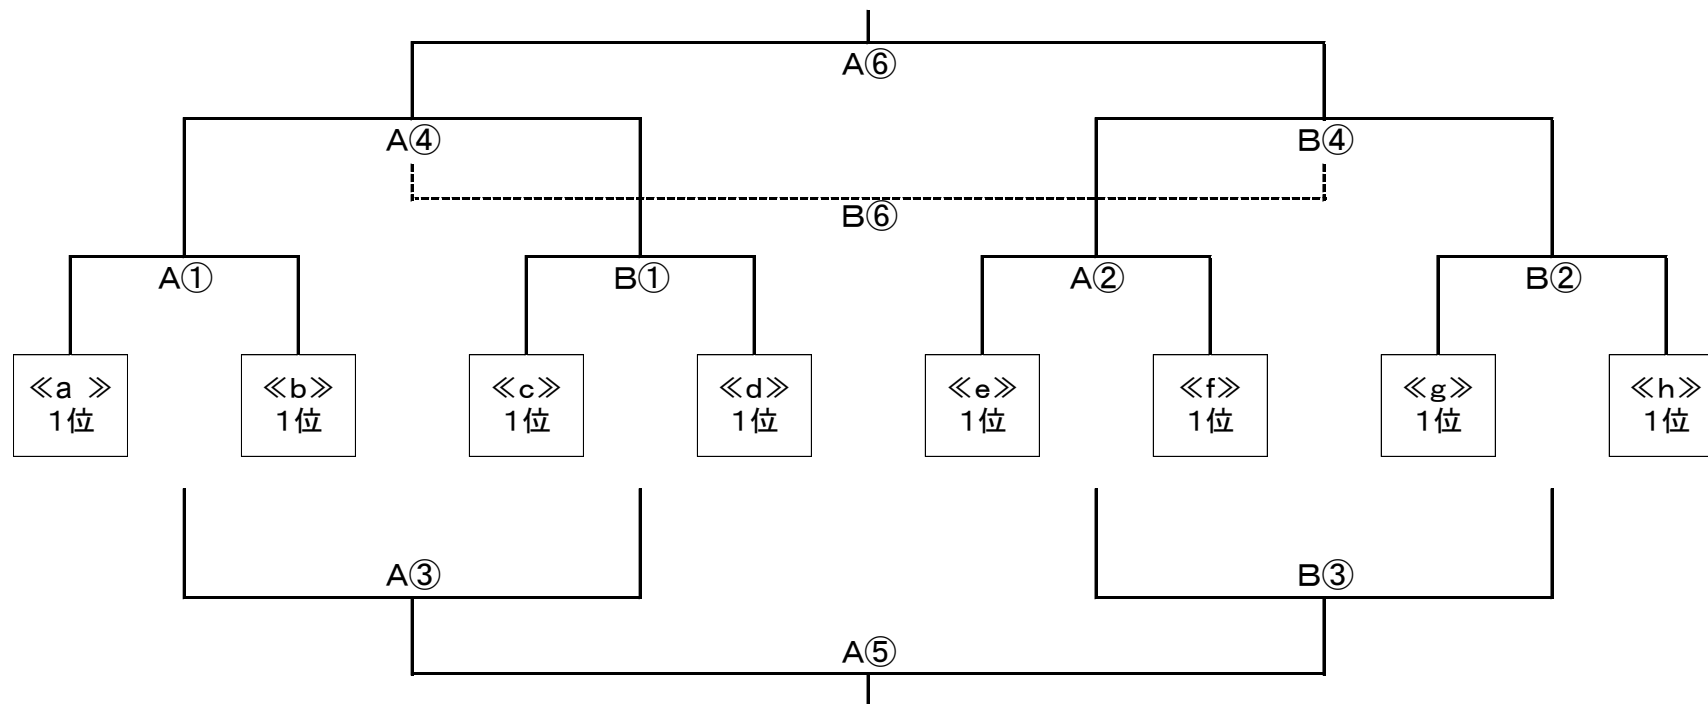 A⑥
A④
B④
B⑥
A①
B①
A②
B②
≪a ≫
1位
≪b≫
1位
≪c≫
1位
≪d≫
1位
≪e≫
1位
≪f≫
1位
≪g≫
1位
≪h≫
1位
A③
B③
A⑤